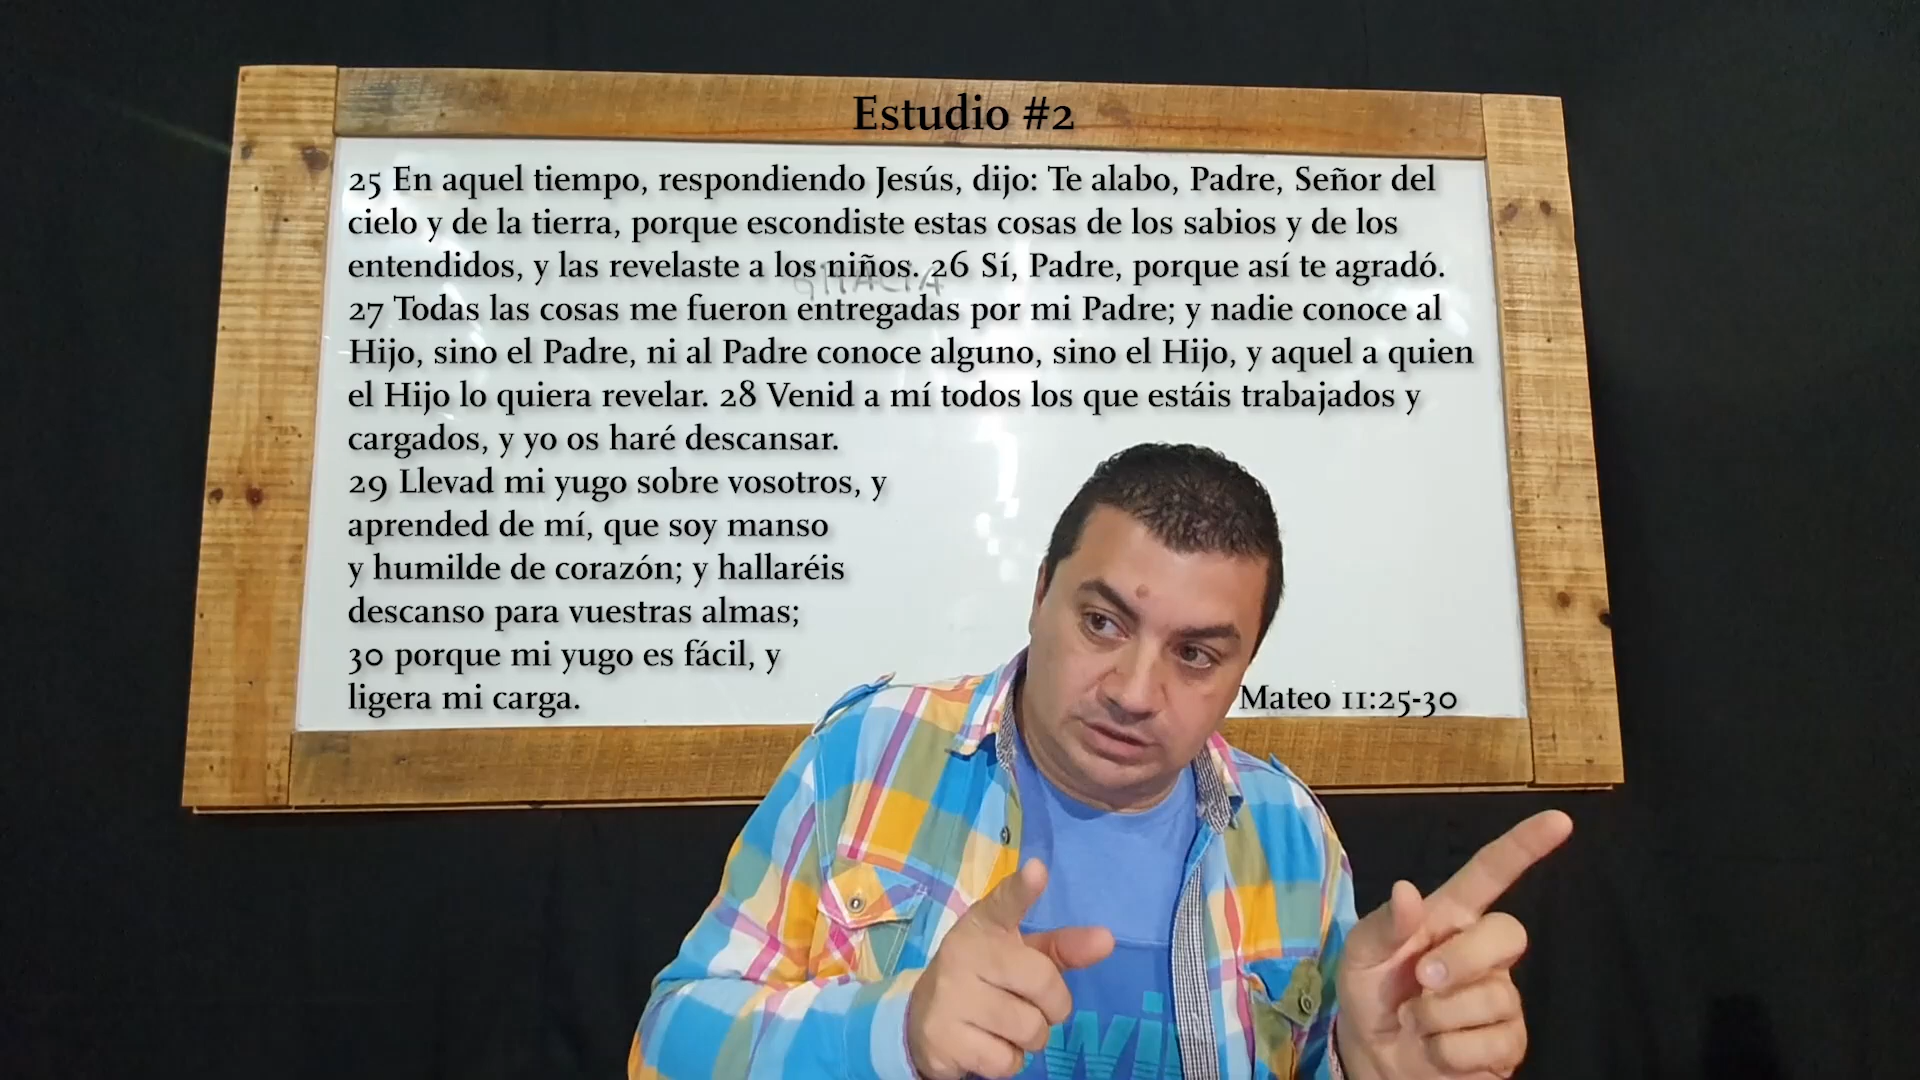 Estudio #2
25 En aquel tiempo, respondiendo Jesús, dijo: Te alabo, Padre, Señor del
cielo y de la tierra, porque escondiste estas cosas de los sabios y de los
entendidos, y las revelaste a los niños. 26 Sí, Padre, porque así te agradó.
27 Todas las cosas me fueron entregadas por mi Padre; y nadie conoce al
Hijo, sino el Padre, ni al Padre conoce alguno, sino el Hijo, y aquel a quien
el Hijo lo quiera revelar. 28 Venid a mí todos los que estáis trabajados y
cargados, y yo os haré descansar.
29 Llevad mi yugo sobre vosotros, y
aprended de mí, que soy manso
y humilde de corazón; y hallaréis
descanso para vuestras almas;
30 porque mi yugo es fácil, y
ligera mi carga.
Mateo 11:25-30